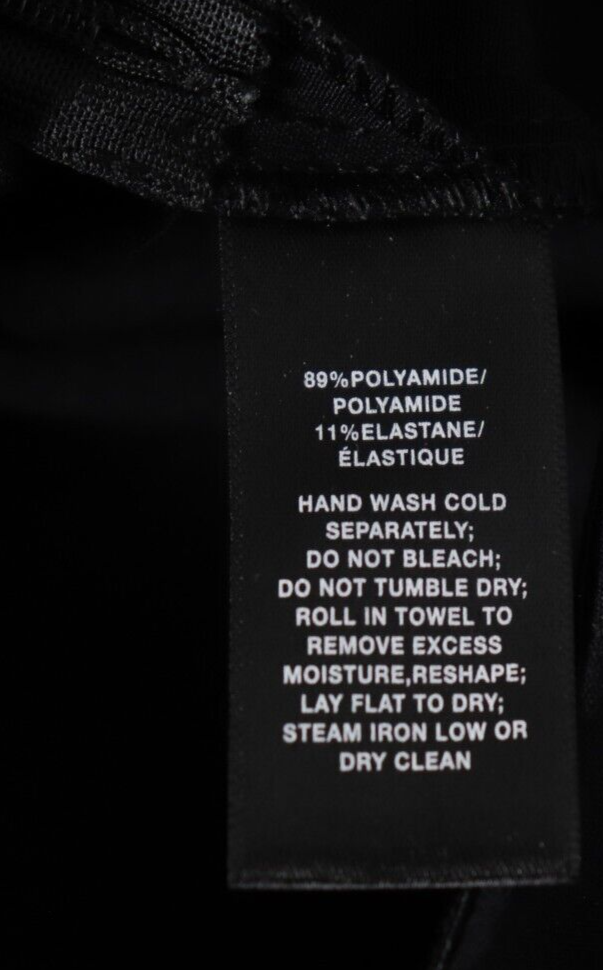 89%POLYAMIDE/
POLYAMIDE
11%ELASTANE/
ÉLASTIQUE
HAND WASH COLD
SEPARATELY;
DO NOT BLEACH;
DO NOT TUMBLE DRY;
ROLL IN TOWEL TO
REMOVE EXCESS
MOISTURE,RESHAPE;
LAY FLAT TO DRY;
STEAM IRON LOW OR
DRY CLEAN